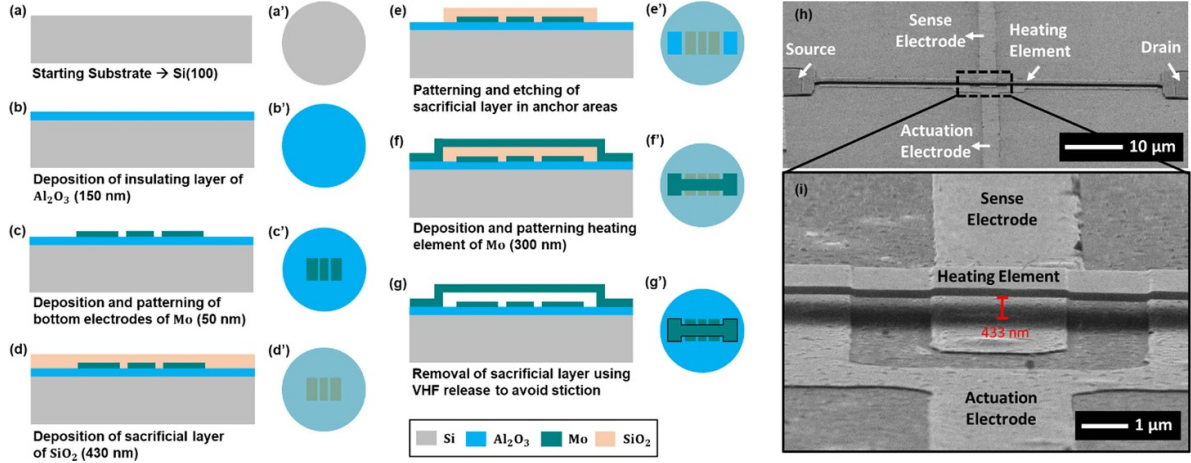 (a)
(a')
Starting Substrate → Si(100)
(b)
(b')
Deposition of insulating layer of
Al₂O₃ (150 nm)
(c)
(c')
Deposition and patterning of
bottom electrodes of Mo (50 nm)
(d)
(d')
Deposition of sacrificial layer
of SiO₂ (430 nm)
(e)
(e')
Patterning and etching of
sacrificial layer in anchor areas
(f)
(f')
Deposition and patterning heating
element of Mo (300 nm)
(g)
(g')
Removal of sacrificial layer using
VHF release to avoid stiction
Si Al₂O₃ Mo SiO₂
(h)
Sense
Electrode
Heating
Element
Source
Drain
Actuation
Electrode
10 μm
(i)
Sense
Electrode
Heating Element
433 nm
Actuation
Electrode
1 μm